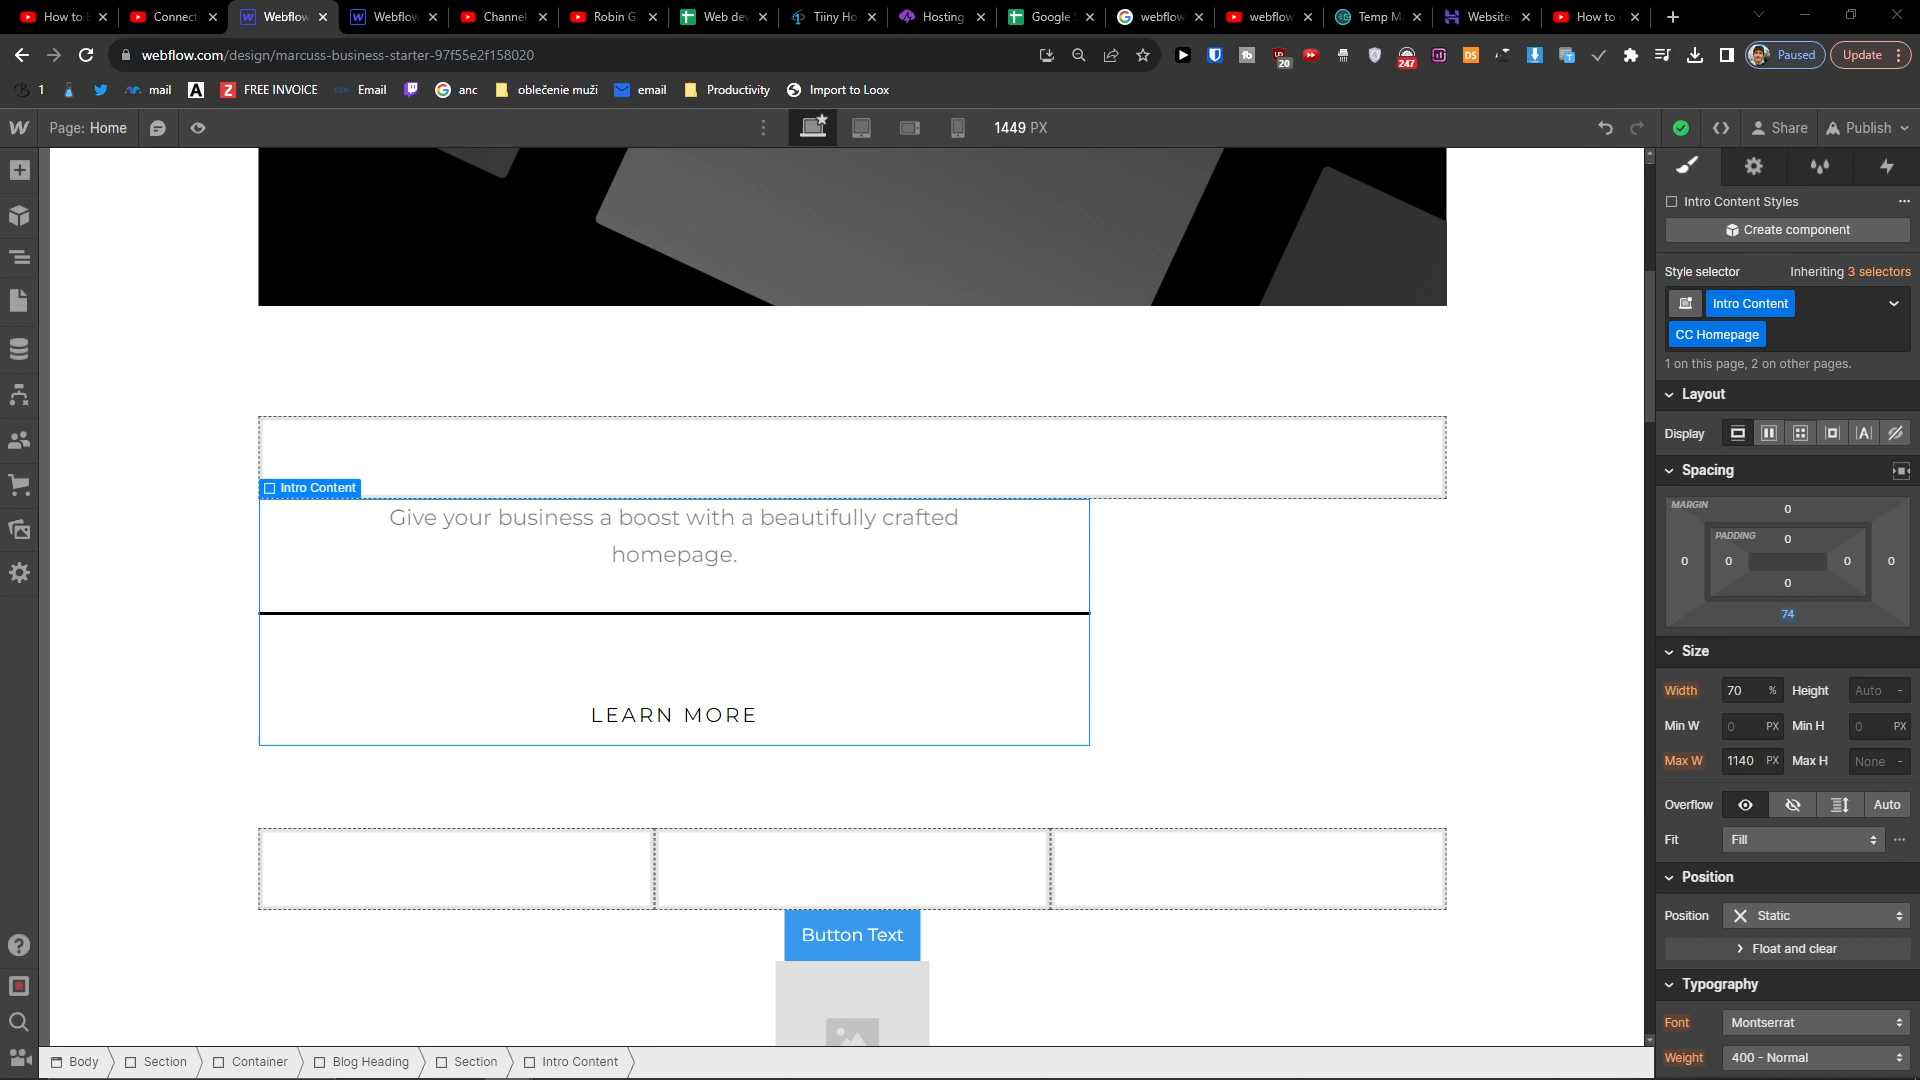 How to
Connect
Webflow
Webflow
Channel
Robin G
Web dev
Tiiny Ho
Hosting
Google
webflow
webflow
Temp M
Website
How to
webflow.com/design/marcuss-business-starter-97f55e2f158020
20
247
DS
Paused
Update
1
mail
FREE INVOICE
Email
anc
oblečenie muži
email
Productivity
Import to Loox
Page: Home
1449 PX
Share
Publish
Intro Content Styles
Create component
Style selector
Inheriting 3 selectors
Intro Content
CC Homepage
1 on this page, 2 on other pages.
Layout
Display
Spacing
MARGIN
0
PADDING
0
0
0
0
0
0
74
Size
Width
70
%
Height
Auto
-
Min W
0
PX
Min H
0
PX
Max W
1140
PX
Max H
None
-
Overflow
Auto
Fit
Fill
Position
Position
Static
Float and clear
Typography
Font
Montserrat
Weight
400 - Normal
Intro Content
Give your business a boost with a beautifully crafted
homepage.
LEARN MORE
Button Text
Body
Section
Container
Blog Heading
Section
Intro Content